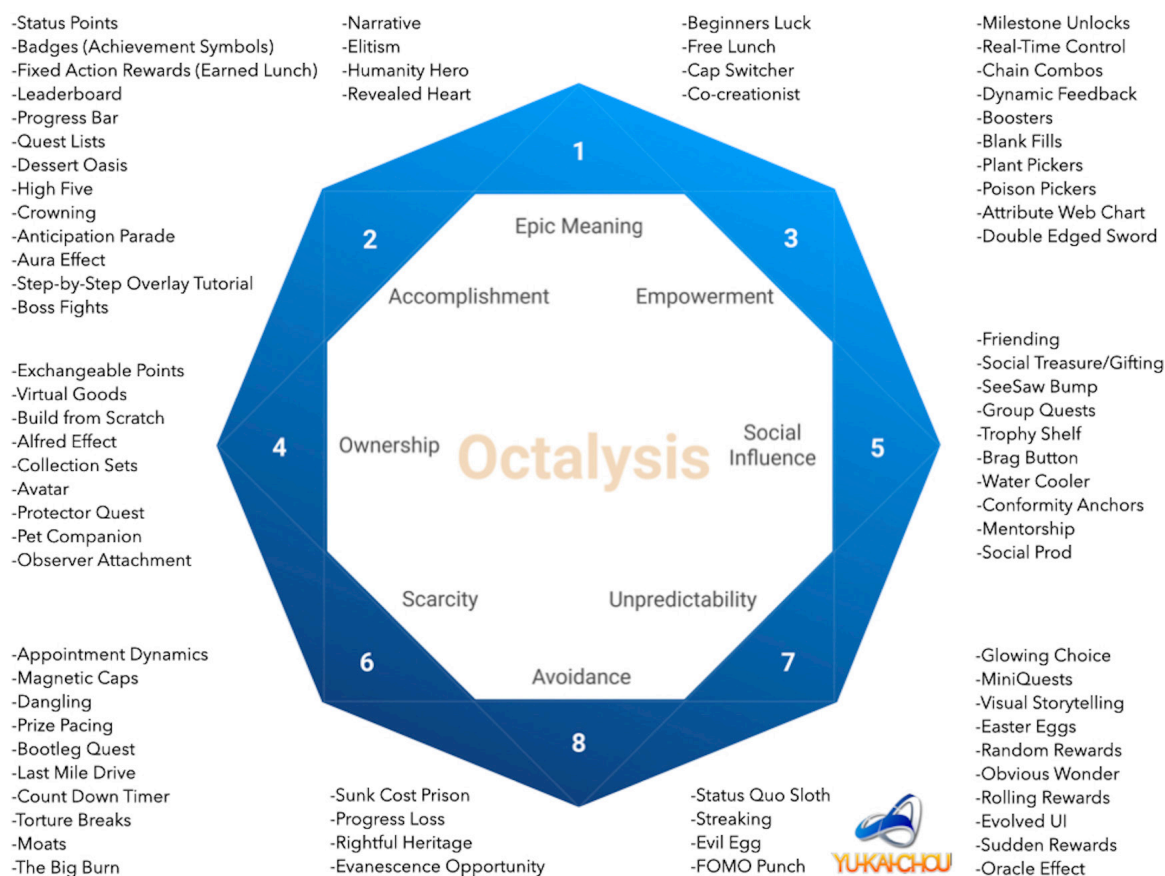 -Status Points
-Badges (Achievement Symbols)
-Fixed Action Rewards (Earned Lunch)
-Leaderboard
-Progress Bar
-Quest Lists
-Dessert Oasis
-High Five
-Crowning
-Anticipation Parade
-Aura Effect
-Step-by-Step Overlay Tutorial
-Boss Fights
-Narrative
-Elitism
-Humanity Hero
-Revealed Heart
-Beginners Luck
-Free Lunch
-Cap Switcher
-Co-creationist
-Milestone Unlocks
-Real-Time Control
-Chain Combos
-Dynamic Feedback
-Boosters
-Blank Fills
-Plant Pickers
-Poison Pickers
-Attribute Web Chart
-Double Edged Sword
1
Epic Meaning
2
Accomplishment
3
Empowerment
-Exchangeable Points
-Virtual Goods
-Build from Scratch
-Alfred Effect
-Collection Sets
-Avatar
-Protector Quest
-Pet Companion
-Observer Attachment
4
Ownership
Octalysis
Social
Influence
5
-Friending
-Social Treasure/Gifting
-SeeSaw Bump
-Group Quests
-Trophy Shelf
-Brag Button
-Water Cooler
-Conformity Anchors
-Mentorship
-Social Prod
Scarcity
6
Unpredictability
7
Avoidance
8
-Appointment Dynamics
-Magnetic Caps
-Dangling
-Prize Pacing
-Bootleg Quest
-Last Mile Drive
-Count Down Timer
-Torture Breaks
-Moats
-The Big Burn
-Sunk Cost Prison
-Progress Loss
-Rightful Heritage
-Evanescence Opportunity
-Status Quo Sloth
-Streaking
-Evil Egg
-FOMO Punch
YU-KAI CHOU
-Glowing Choice
-MiniQuests
-Visual Storytelling
-Easter Eggs
-Random Rewards
-Obvious Wonder
-Rolling Rewards
-Evolved UI
-Sudden Rewards
-Oracle Effect